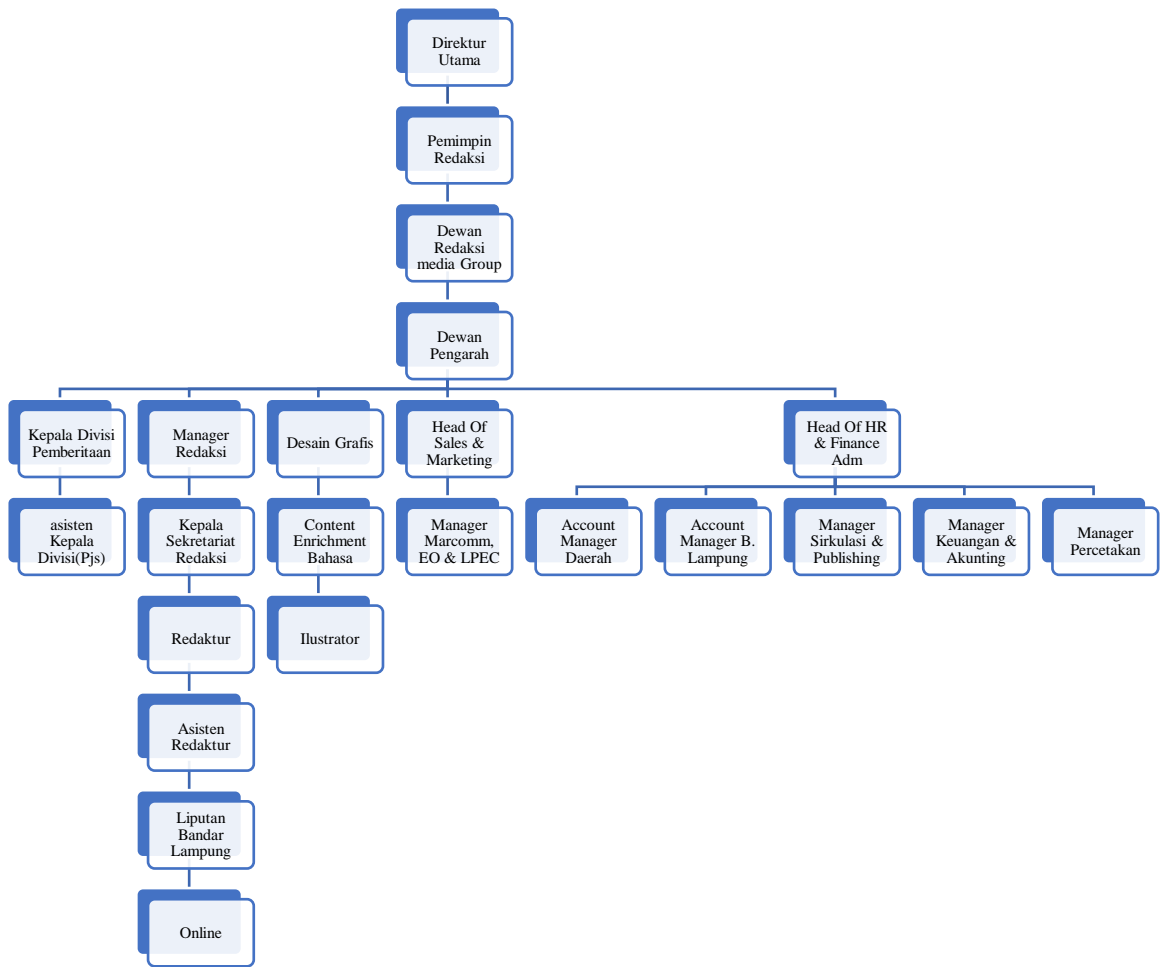 Direktur
Utama
Pemimpin
Redaksi
Dewan
Redaksi
media Group
Dewan
Pengarah
Kepala Divisi
Pemberitaan
Manager
Redaksi
Desain Grafis
Head Of
Sales &
Marketing
Head Of HR
& Finance
Adm
asisten
Kepala
Divisi(Pjs)
Kepala
Sekretariat
Redaksi
Content
Enrichment
Bahasa
Manager
Marcomm,
EO & LPEC
Account
Manager
Daerah
Account
Manager B.
Lampung
Manager
Sirkulasi &
Publishing
Manager
Keuangan &
Akunting
Manager
Percetakan
Redaktur
Ilustrator
Asisten
Redaktur
Liputan
Bandar
Lampung
Online